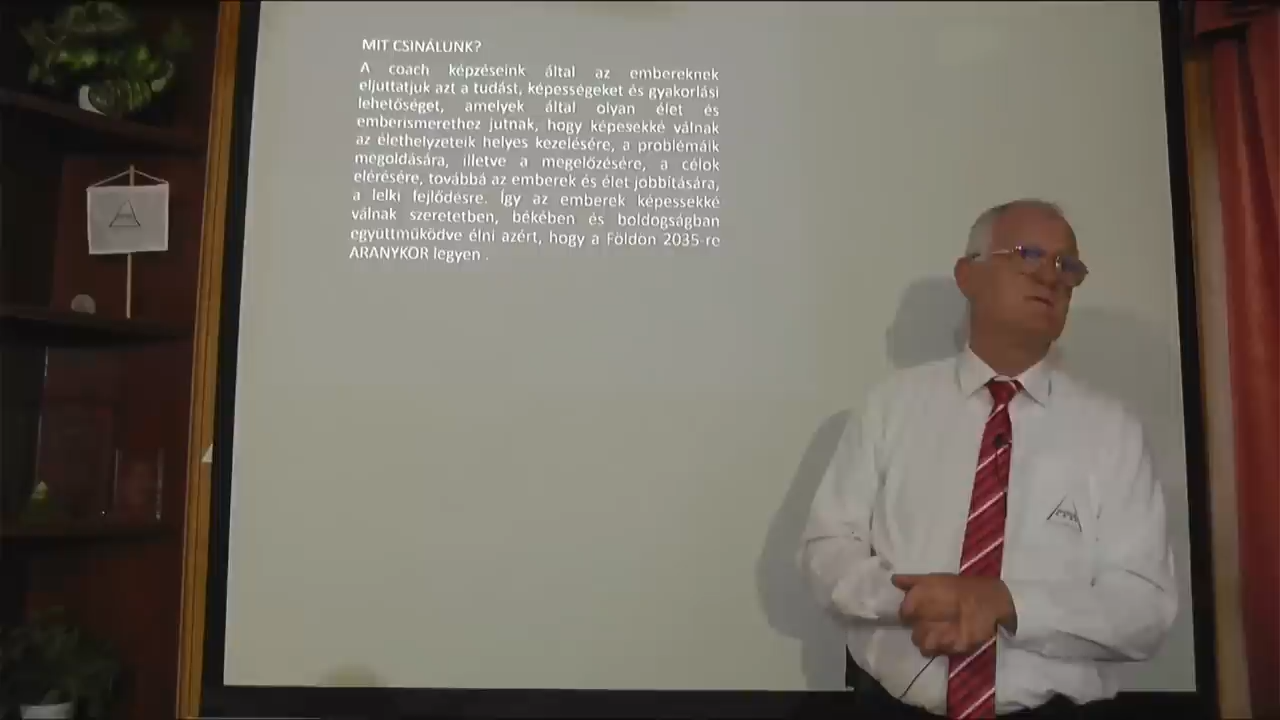 MIT CSINÁLUNK?
A coach képzéseink által az embereknek
eljuttatjuk azt a tudást, képességeket és gyakorlási
lehetőséget, amelyek által olyan élet és
emberismerethez jutnak, hogy képesekké válnak
az élethelyzeteik helyes kezelésére, a problémáik
megoldására, illetve a megelőzésére, a célok
elérésére, továbbá az emberek és élet jobbítására,
a lelki fejlődésre. Így az emberek képessekké
válnak szeretetben, békében és boldogságban
együttműködve élni azért, hogy a Földon 2035-re
ARANYKOR legyen .